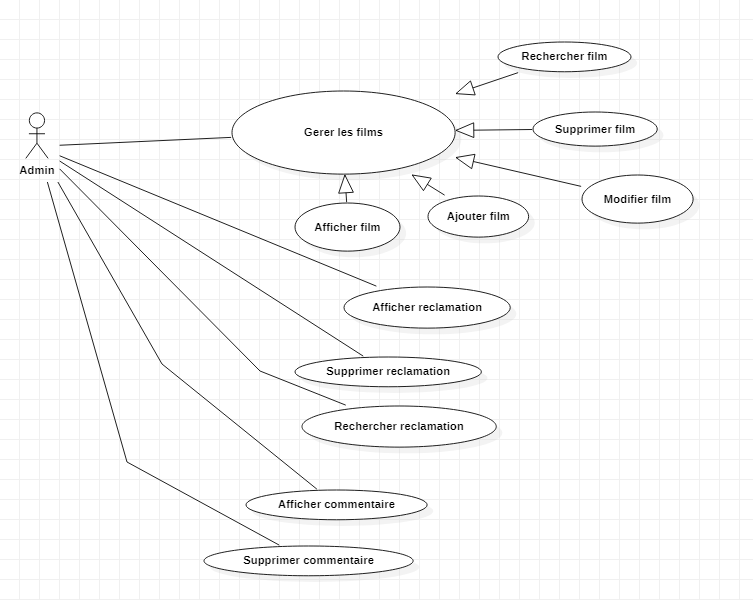 Rechercher film
Gerer les films
Supprimer film
Admin
Modifier film
Ajouter film
Afficher film
Afficher reclamation
Supprimer reclamation
Rechercher reclamation
Afficher commentaire
Supprimer commentaire